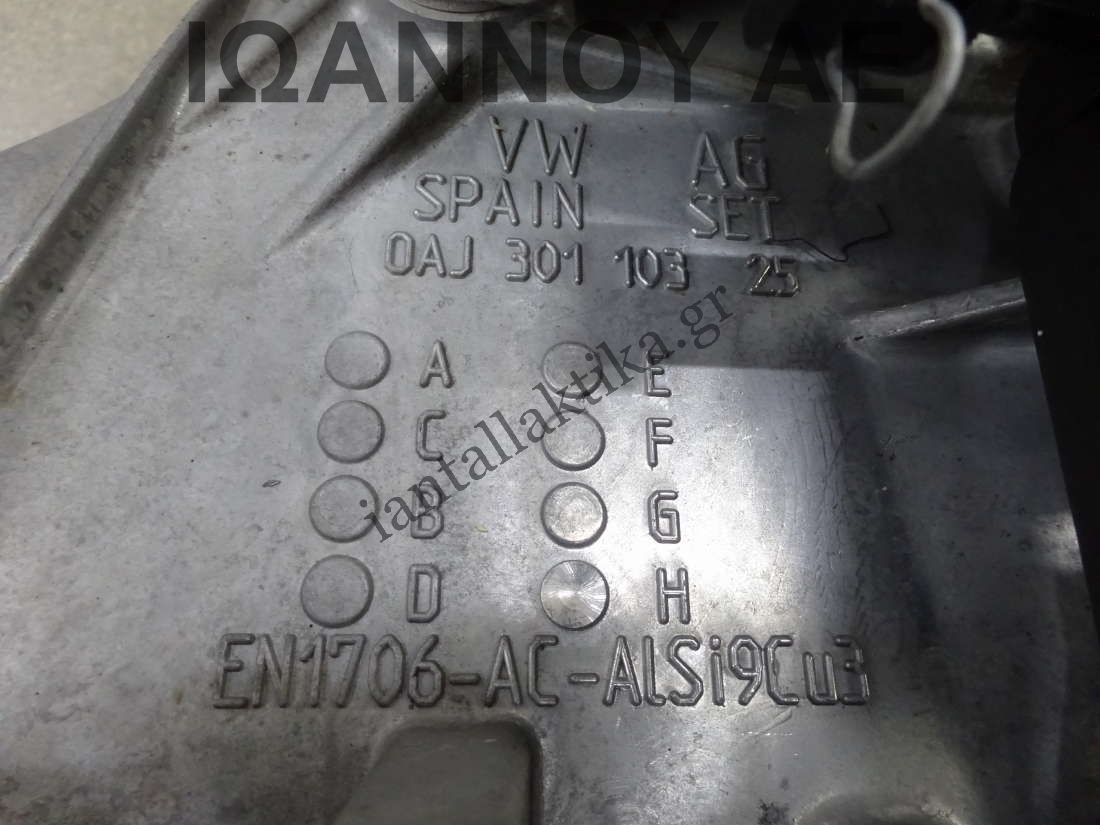 ΙΩΑΝΝΟΥ ΑΕ
VW AG
SPAIN SET
0AJ 301 103 25
A E
C F
B G
D H
EN1706-AC-AlSi9Cu3
iantallaktika.gr